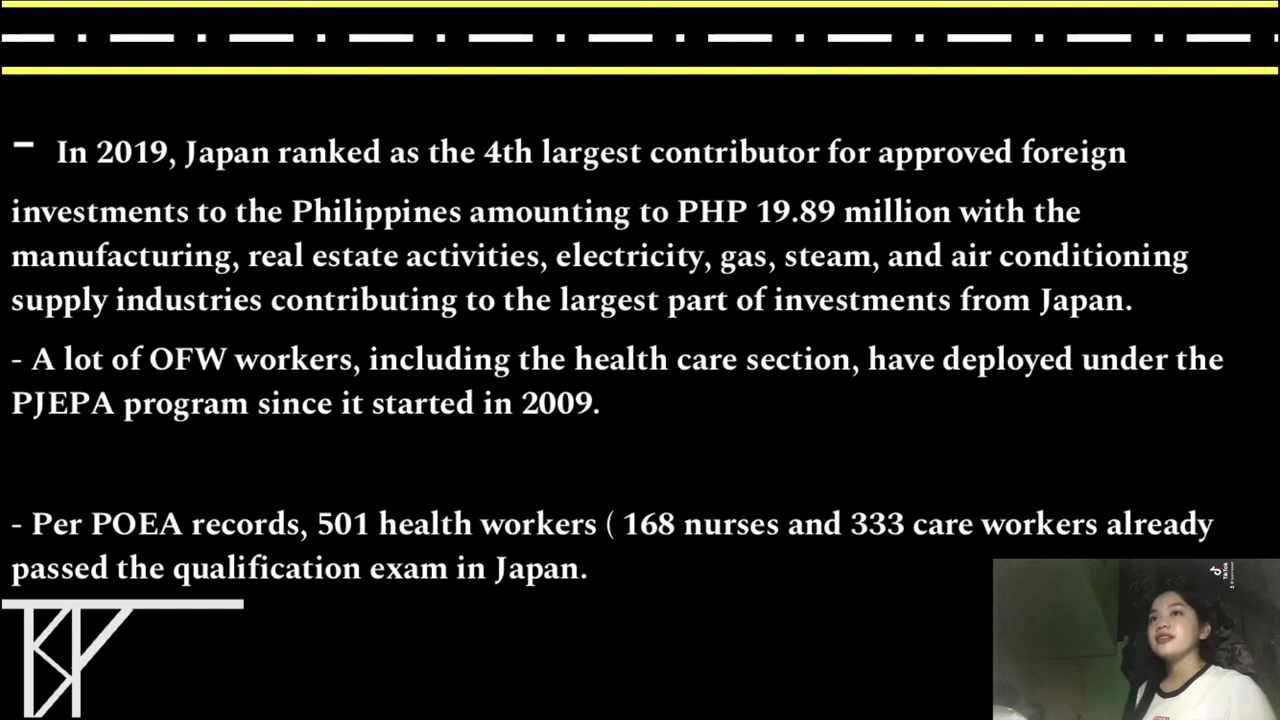 - In 2019, Japan ranked as the 4th largest contributor for approved foreign
investments to the Philippines amounting to PHP 19.89 million with the
manufacturing, real estate activities, electricity, gas, steam, and air conditioning
supply industries contributing to the largest part of investments from Japan.
- A lot of OFW workers, including the health care section, have deployed under the
PJEPA program since it started in 2009.
- Per POEA records, 501 health workers ( 168 nurses and 333 care workers already
passed the qualification exam in Japan.
TikTok